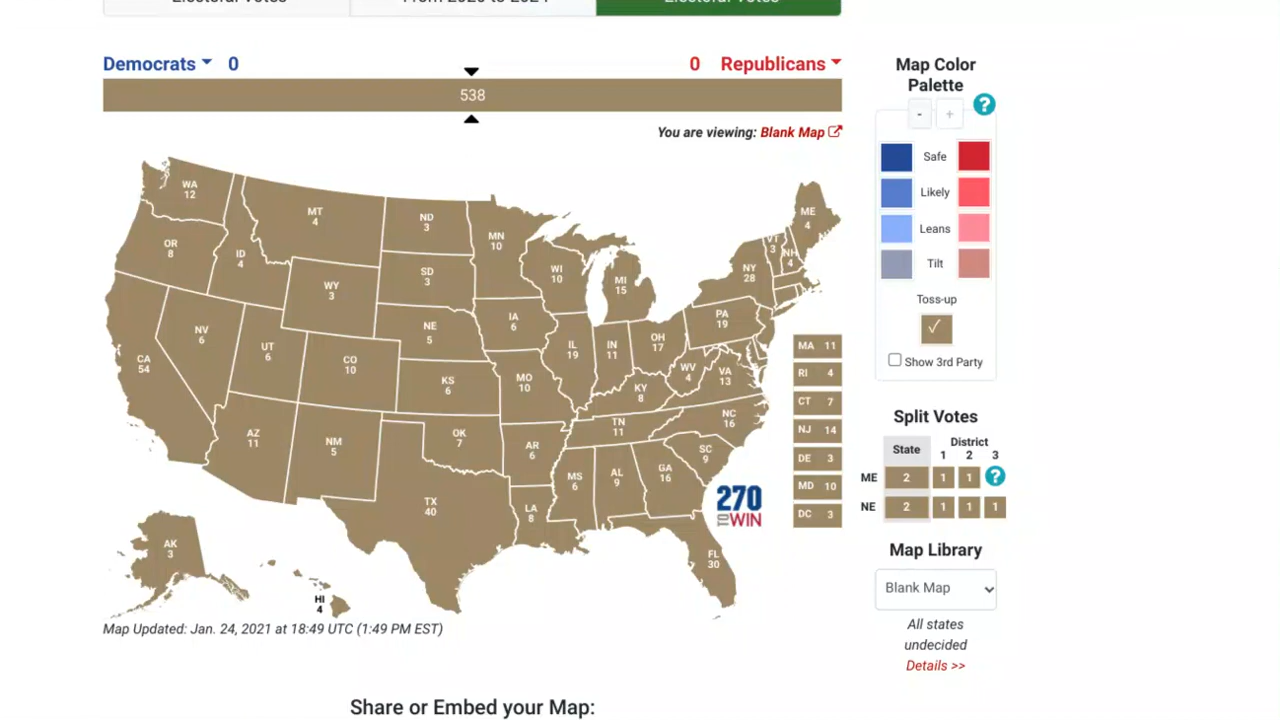 Electoral Votes
From 2020 to 2024
Electoral Votes
Democrats 0
0 Republicans
538
You are viewing: Blank Map
WA
12
OR
8
CA
54
NV
6
ID
4
MT
4
WY
3
UT
6
CO
10
AZ
11
NM
5
ND
3
SD
3
NE
5
KS
6
OK
7
TX
40
MN
10
IA
6
MO
10
AR
6
LA
8
WI
10
IL
19
MI
15
IN
11
OH
17
KY
8
TN
11
MS
6
AL
9
GA
16
FL
30
SC
9
NC
16
VA
13
WV
4
PA
19
NY
28
VT
3
NH
4
ME
4
AK
3
HI
4
MA 11
RI 4
CT 7
NJ 14
DE 3
MD 10
DC 3
270
TO WIN
Map Updated: Jan. 24, 2021 at 18:49 UTC (1:49 PM EST)
Share or Embed your Map:
Map Color
Palette
?
- +
Safe
Likely
Leans
Tilt
Toss-up
✓
Show 3rd Party
Split Votes
State
District
1 2 3
ME 2 1 1 ?
NE 2 1 1 1
Map Library
Blank Map
All states
undecided
Details >>